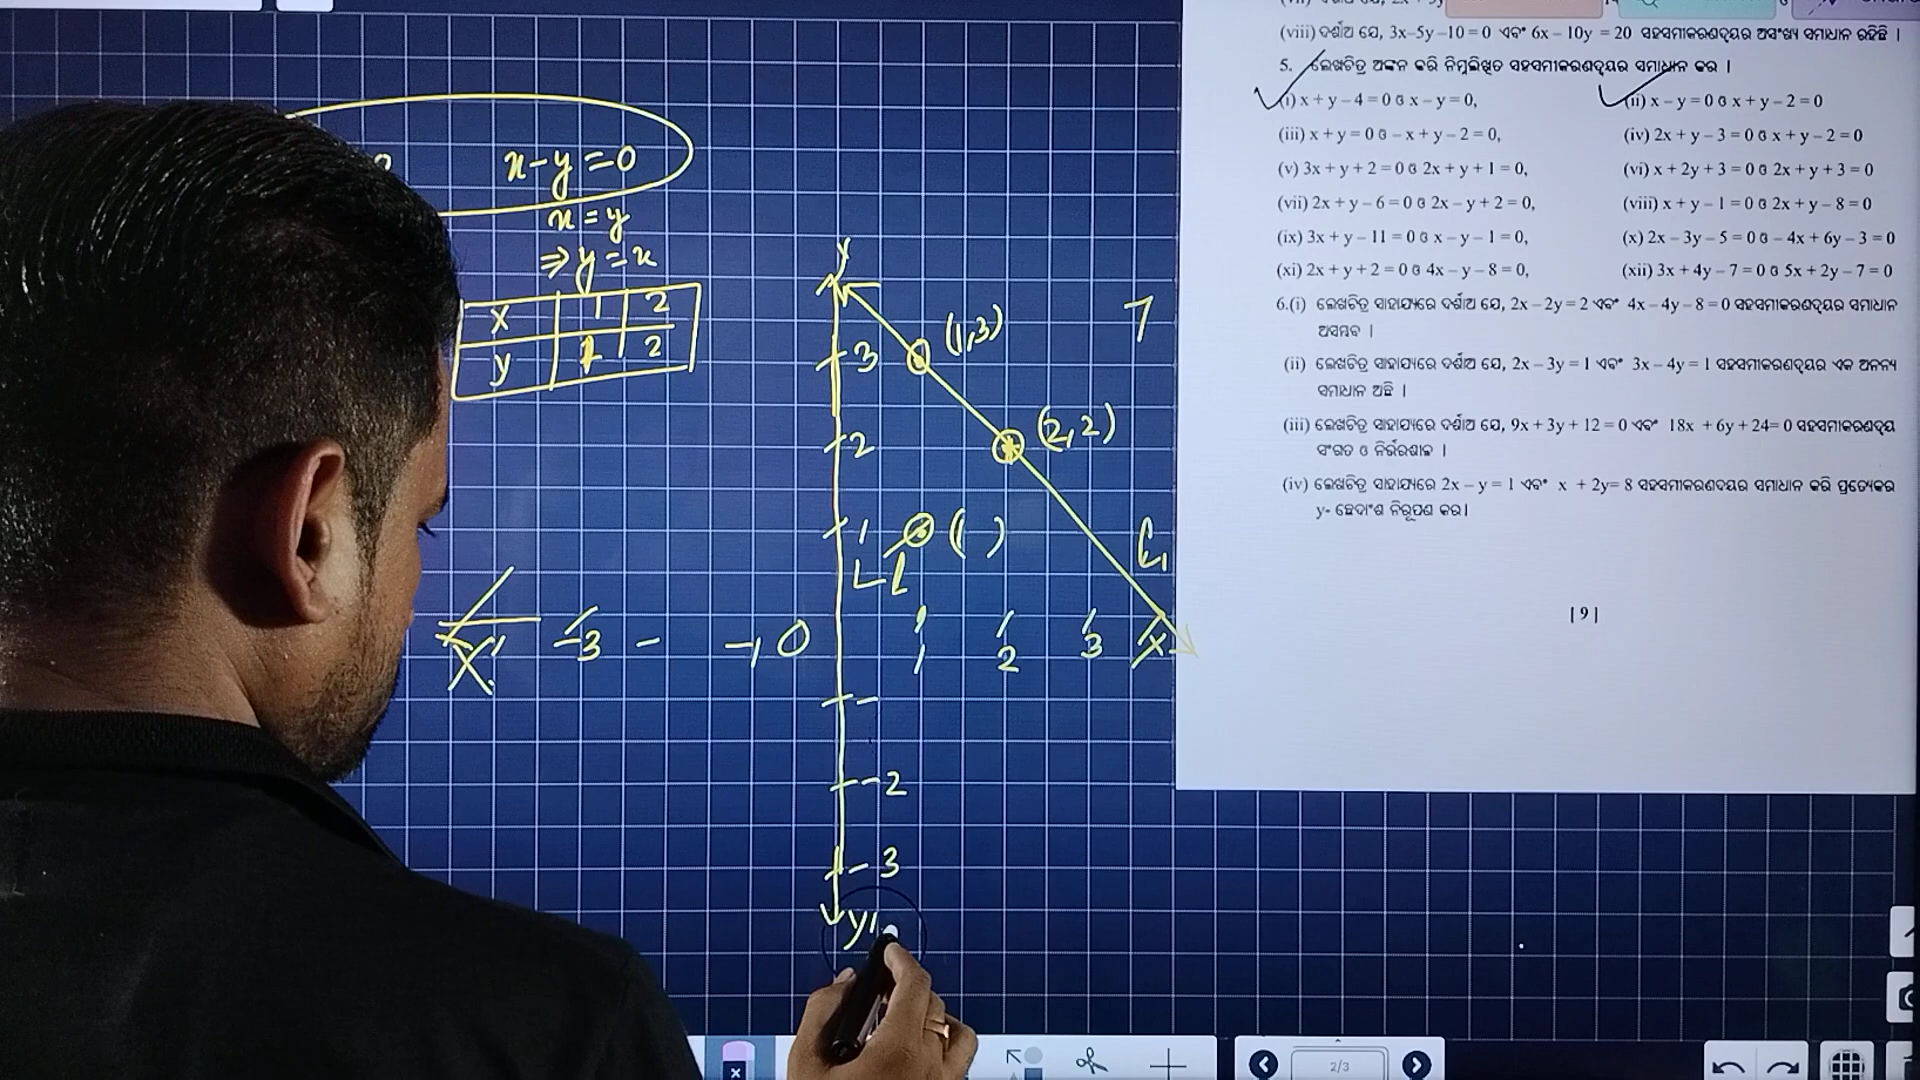 x-y=0
x=y
⇒ y=x
x 1 2
y 1 2
Y
3 (1,3)
2 (2,2)
1 ( )
L1
X' -3 - -1 0 1 2 3 X
-
-2
-3
Y'
(viii) ଦର୍ଶାଅ ଯେ, 3x–5y –10 = 0 ଏବଂ 6x – 10y = 20 ସହସମୀକରଣଦ୍ୱୟର ଅସଂଖ୍ୟ ସମାଧାନ ରହିଛି ।
5. ଲେଖଚିତ୍ର ଅଙ୍କନ କରି ନିମ୍ନଲିଖିତ ସହସମୀକରଣଦ୍ୱୟର ସମାଧାନ କର ।
(i) x + y – 4 = 0 ଓ x – y = 0, (ii) x – y = 0 ଓ x + y – 2 = 0
(iii) x + y = 0 ଓ – x + y – 2 = 0, (iv) 2x + y – 3 = 0 ଓ x + y – 2 = 0
(v) 3x + y + 2 = 0 ଓ 2x + y + 1 = 0, (vi) x + 2y + 3 = 0 ଓ 2x + y + 3 = 0
(vii) 2x + y – 6 = 0 ଓ 2x – y + 2 = 0, (viii) x + y – 1 = 0 ଓ 2x + y – 8 = 0
(ix) 3x + y – 11 = 0 ଓ x – y – 1 = 0, (x) 2x – 3y – 5 = 0 ଓ – 4x + 6y – 3 = 0
(xi) 2x + y + 2 = 0 ଓ 4x – y – 8 = 0, (xii) 3x + 4y – 7 = 0 ଓ 5x + 2y – 7 = 0
6.(i) ଲେଖଚିତ୍ର ସାହାଯ୍ୟରେ ଦର୍ଶାଅ ଯେ, 2x – 2y = 2 ଏବଂ 4x – 4y – 8 = 0 ସହସମୀକରଣଦ୍ୱୟର ସମାଧାନ
ଅସମ୍ଭବ ।
(ii) ଲେଖଚିତ୍ର ସାହାଯ୍ୟରେ ଦର୍ଶାଅ ଯେ, 2x – 3y = 1 ଏବଂ 3x – 4y = 1 ସହସମୀକରଣଦ୍ୱୟର ଏକ ଅନନ୍ୟ
ସମାଧାନ ଅଛି ।
(iii) ଲେଖଚିତ୍ର ସାହାଯ୍ୟରେ ଦର୍ଶାଅ ଯେ, 9x + 3y + 12 = 0 ଏବଂ 18x + 6y + 24= 0 ସହସମୀକରଣଦ୍ୱୟ
ସଂଗତ ଓ ନିର୍ଭରଶୀଳ ।
(iv) ଲେଖଚିତ୍ର ସାହାଯ୍ୟରେ 2x – y = 1 ଏବଂ x + 2y= 8 ସହସମୀକରଣଦ୍ୱୟର ସମାଧାନ କରି ପ୍ରତ୍ୟେକର
y- ଛେଦାଂଶ ନିରୂପଣ କର।
[ 9 ]
2/3